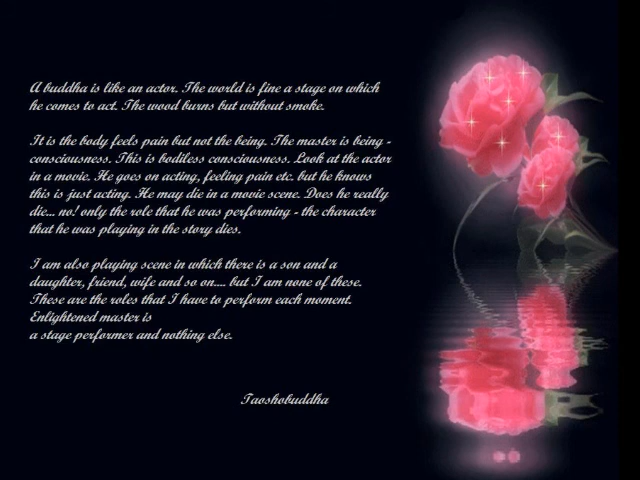 A buddha is like an actor. The world is fine a stage on which
he comes to act. The wood burns but without smoke.
It is the body feels pain but not the being. The master is being -
consciousness. This is bodiless consciousness. Look at the actor
in a movie. He goes on acting, feeling pain etc. but he knows
this is just acting. He may die in a movie scene. Does he really
die... no! only the role that he was performing - the character
that he was playing in the story dies.
I am also playing scene in which there is a son and a
daughter, friend, wife and so on.... but I am none of these.
These are the roles that I have to perform each moment.
Enlightened master is
a stage performer and nothing else.
Taoshobuddha